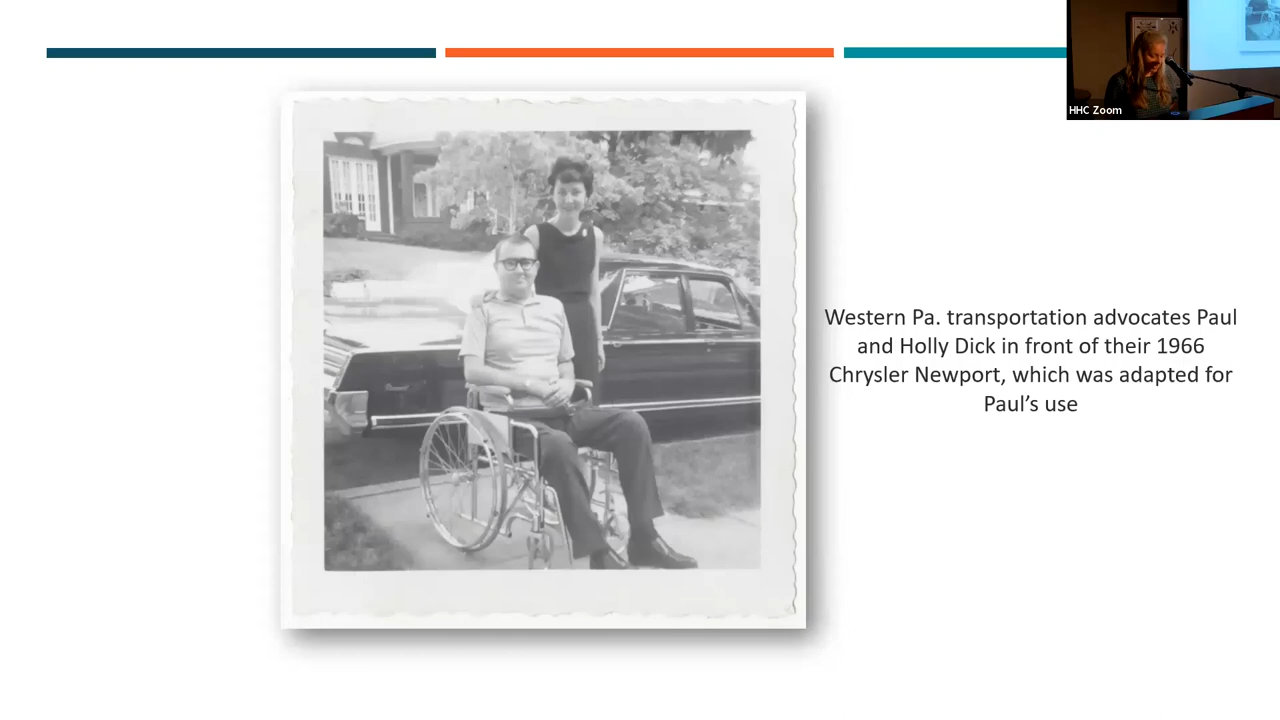 HHC Zoom
Western Pa. transportation advocates Paul
and Holly Dick in front of their 1966
Chrysler Newport, which was adapted for
Paul’s use